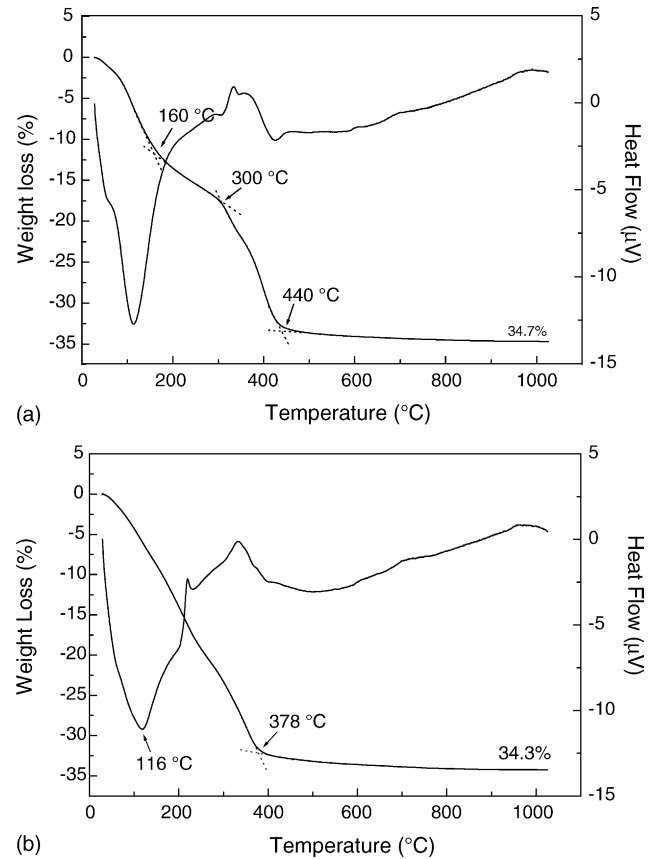 5
0
-5
-10
-15
-20
-25
-30
-35
Weight loss (%)
160 °C
300 °C
440 °C
34.7%
5
0
-5
-10
-15
Heat Flow (μV)
0 200 400 600 800 1000
Temperature (°C)
(a)
5
0
-5
-10
-15
-20
-25
-30
-35
Weight Loss (%)
116 °C
378 °C
34.3%
5
0
-5
-10
-15
Heat Flow (μV)
0 200 400 600 800 1000
Temperature (°C)
(b)